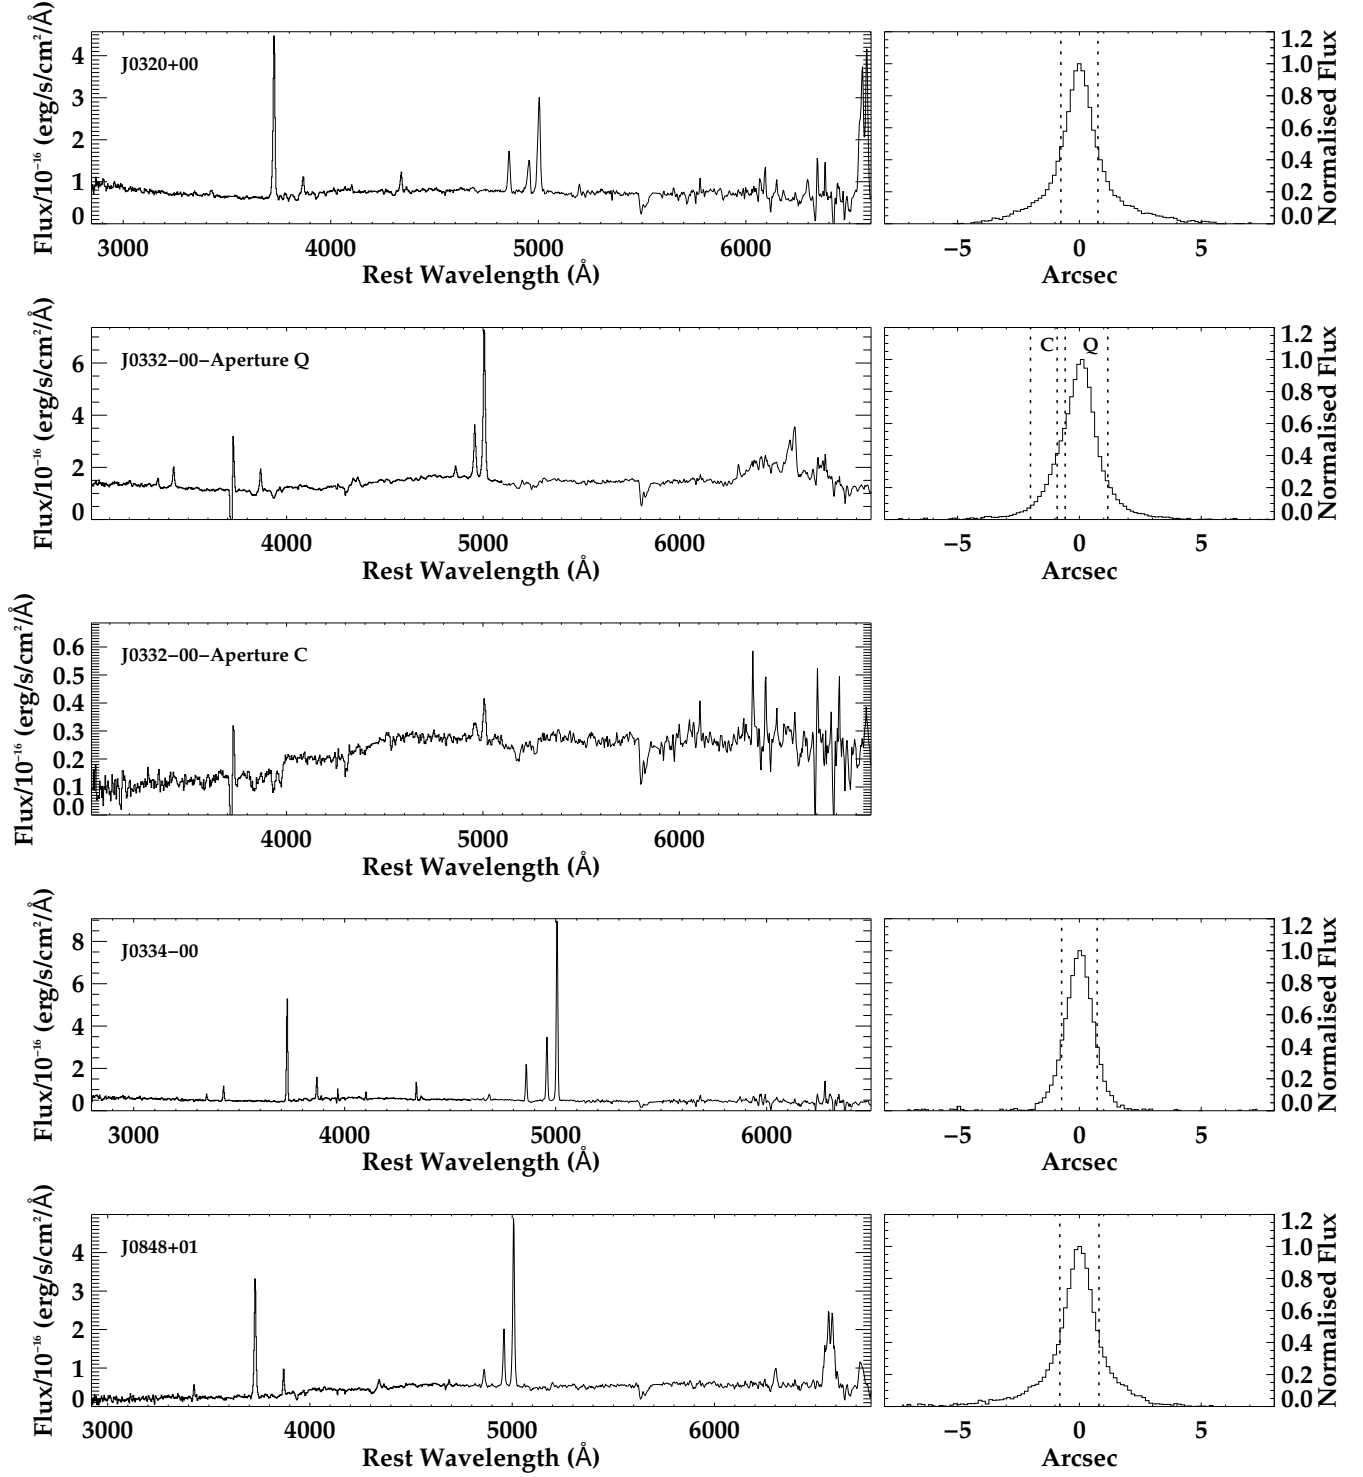 J0320+00
Flux/10⁻¹⁶ (erg/s/cm²/Å)
4
3
2
1
0
3000 4000 5000 6000
Rest Wavelength (Å)
1.2
1.0
0.8
0.6
0.4
0.2
0.0
Normalised Flux
−5 0 5
Arcsec
J0332−00−Aperture Q
Flux/10⁻¹⁶ (erg/s/cm²/Å)
6
4
2
0
4000 5000 6000
Rest Wavelength (Å)
C Q
1.2
1.0
0.8
0.6
0.4
0.2
0.0
Normalised Flux
−5 0 5
Arcsec
J0332−00−Aperture C
Flux/10⁻¹⁶ (erg/s/cm²/Å)
0.6
0.5
0.4
0.3
0.2
0.1
0.0
4000 5000 6000
Rest Wavelength (Å)
J0334−00
Flux/10⁻¹⁶ (erg/s/cm²/Å)
8
6
4
2
0
3000 4000 5000 6000
Rest Wavelength (Å)
1.2
1.0
0.8
0.6
0.4
0.2
0.0
Normalised Flux
−5 0 5
Arcsec
J0848+01
Flux/10⁻¹⁶ (erg/s/cm²/Å)
4
3
2
1
0
3000 4000 5000 6000
Rest Wavelength (Å)
1.2
1.0
0.8
0.6
0.4
0.2
0.0
Normalised Flux
−5 0 5
Arcsec